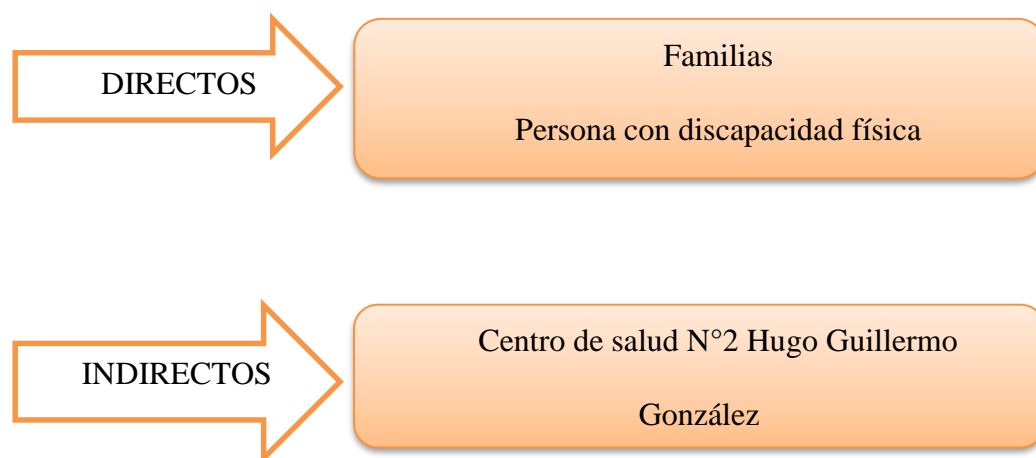 DIRECTOS
Familias
Persona con discapacidad física
INDIRECTOS
Centro de salud N°2 Hugo Guillermo
González